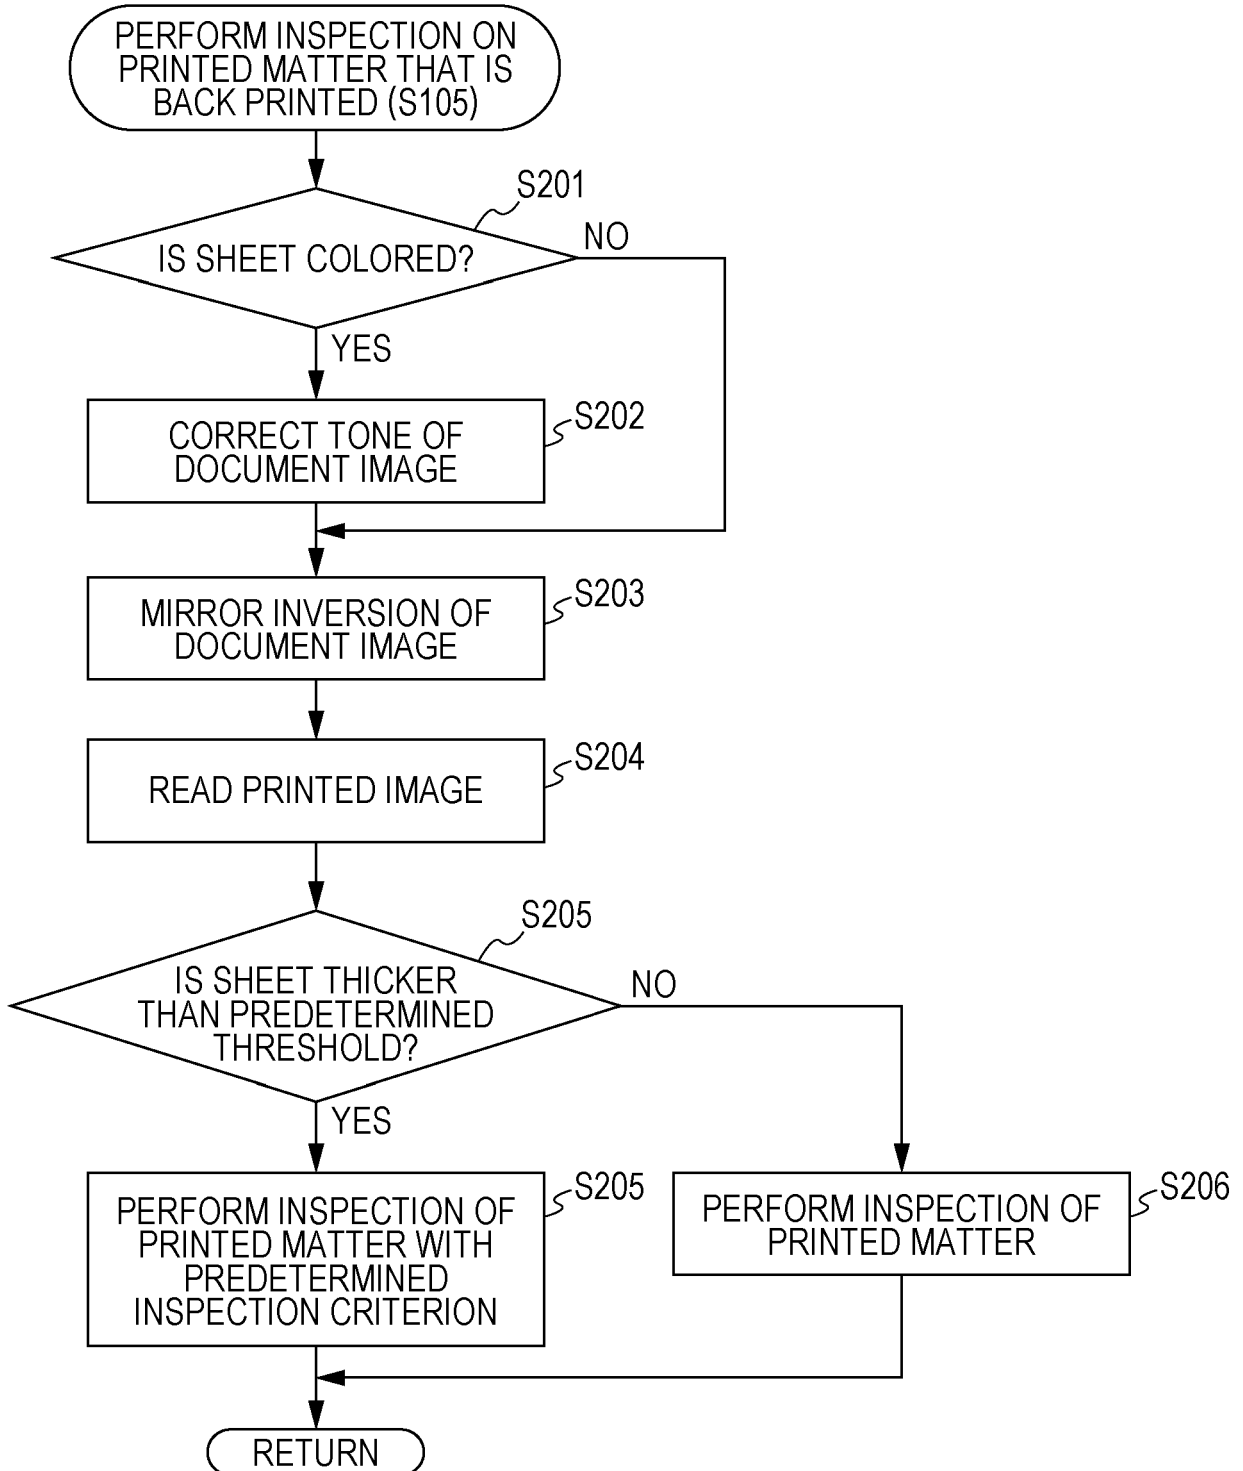 PERFORM INSPECTION ON
PRINTED MATTER THAT IS
BACK PRINTED (S105)
S201
IS SHEET COLORED?
NO
YES
S202
CORRECT TONE OF
DOCUMENT IMAGE
S203
MIRROR INVERSION OF
DOCUMENT IMAGE
S204
READ PRINTED IMAGE
S205
IS SHEET THICKER
THAN PREDETERMINED
THRESHOLD?
NO
YES
S205
PERFORM INSPECTION OF
PRINTED MATTER WITH
PREDETERMINED
INSPECTION CRITERION
S206
PERFORM INSPECTION OF
PRINTED MATTER
RETURN